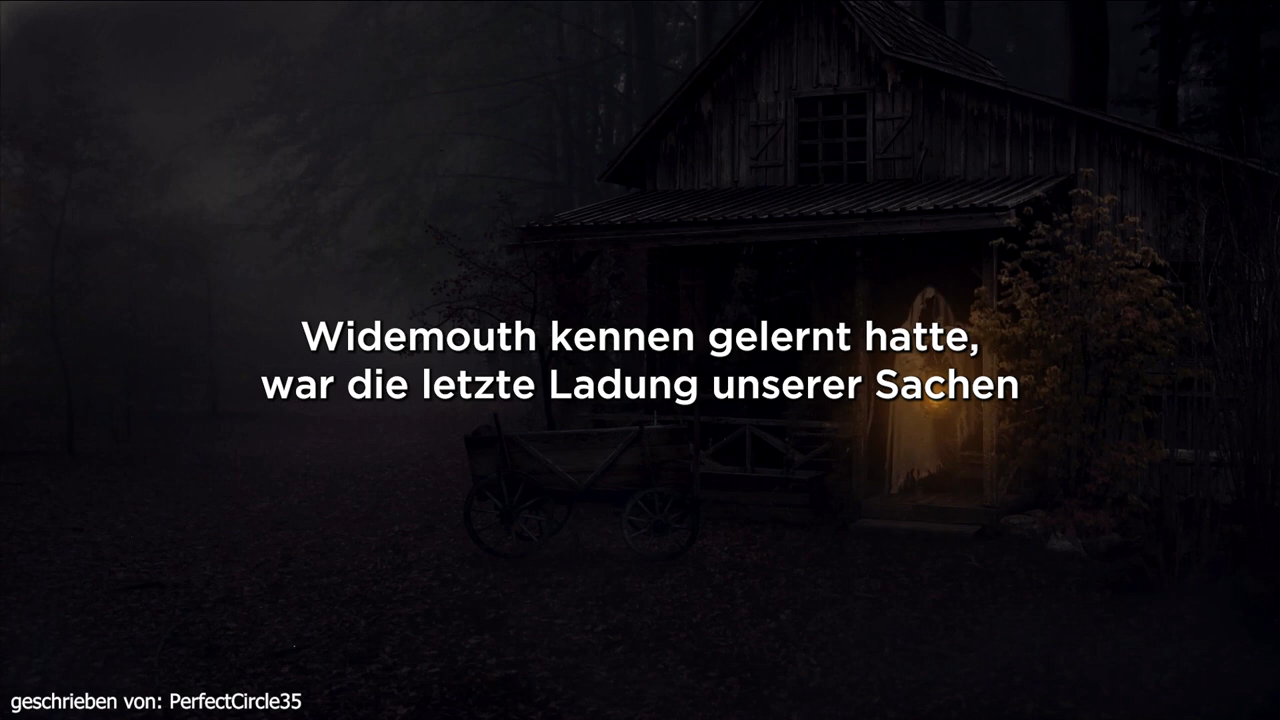 Widemouth kennen gelernt hatte,
war die letzte Ladung unserer Sachen
geschrieben von: PerfectCircle35